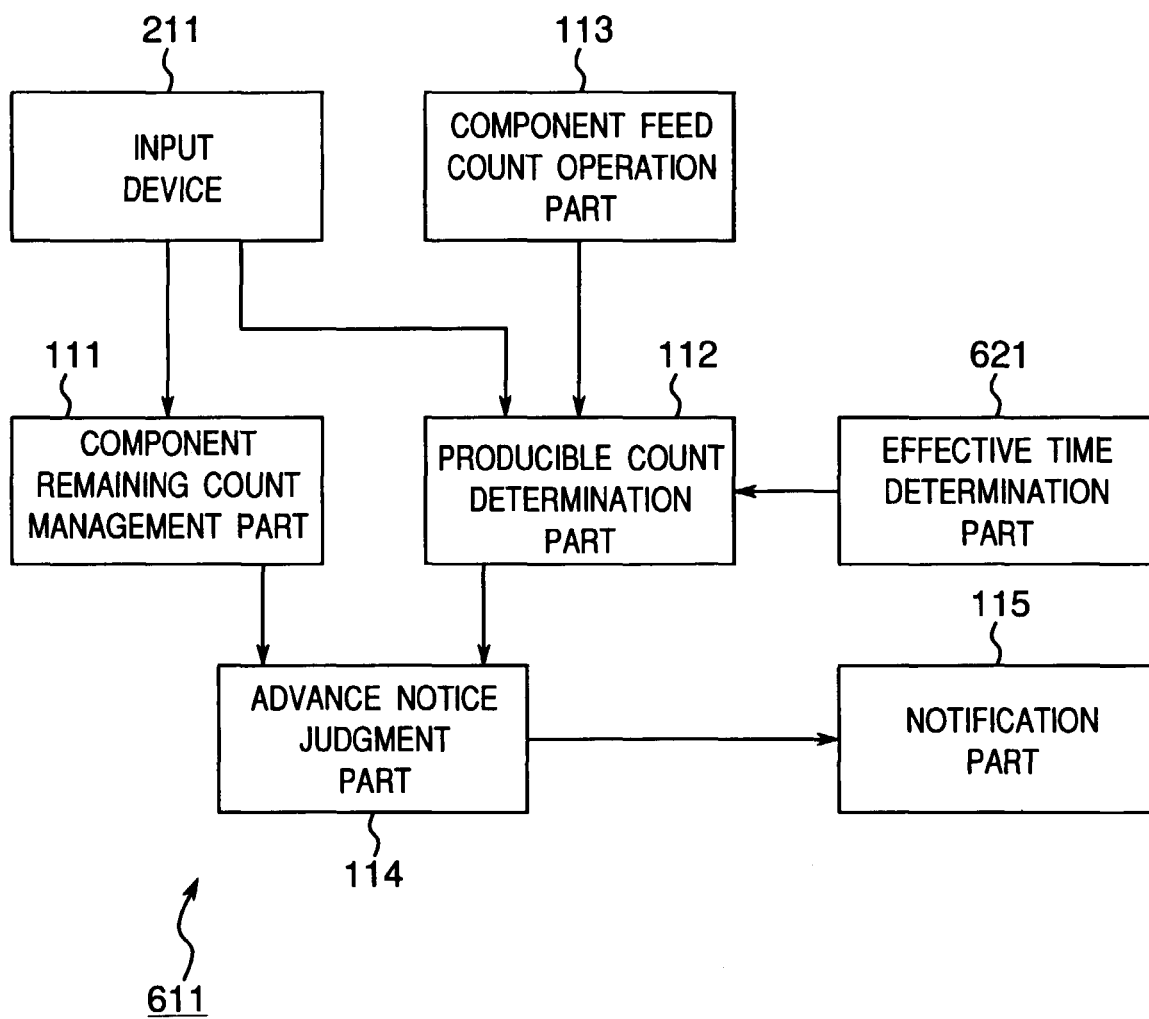 211
113
INPUT
DEVICE
COMPONENT FEED
COUNT OPERATION
PART
111
112
621
COMPONENT
REMAINING COUNT
MANAGEMENT PART
PRODUCIBLE COUNT
DETERMINATION
PART
EFFECTIVE TIME
DETERMINATION
PART
115
ADVANCE NOTICE
JUDGMENT
PART
NOTIFICATION
PART
114
611